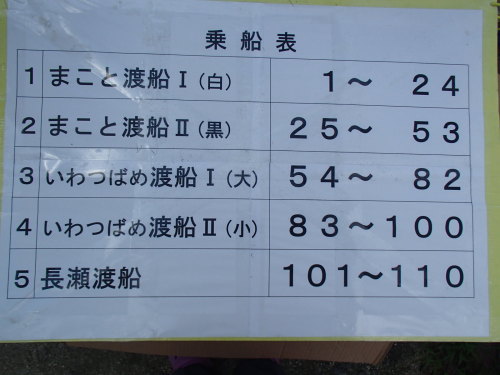 乗船表
1 まこと渡船Ⅰ(白) 1～ 24
2 まこと渡船Ⅱ(黒) 25～ 53
3 いわつばめ渡船Ⅰ(大) 54～ 82
4 いわつばめ渡船Ⅱ(小) 83～100
5 長瀬渡船 101～110